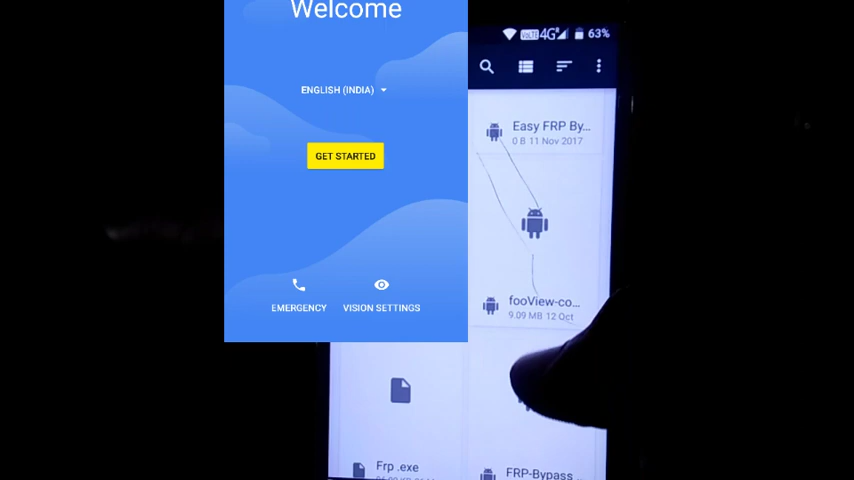 Welcome
ENGLISH (INDIA)
GET STARTED
EMERGENCY
VISION SETTINGS
VoLTE 4G 63%
Easy FRP By...
0 B 11 Nov 2017
fooView-co...
9.09 MB 12 Oct
Frp .exe
FRP-Bypass